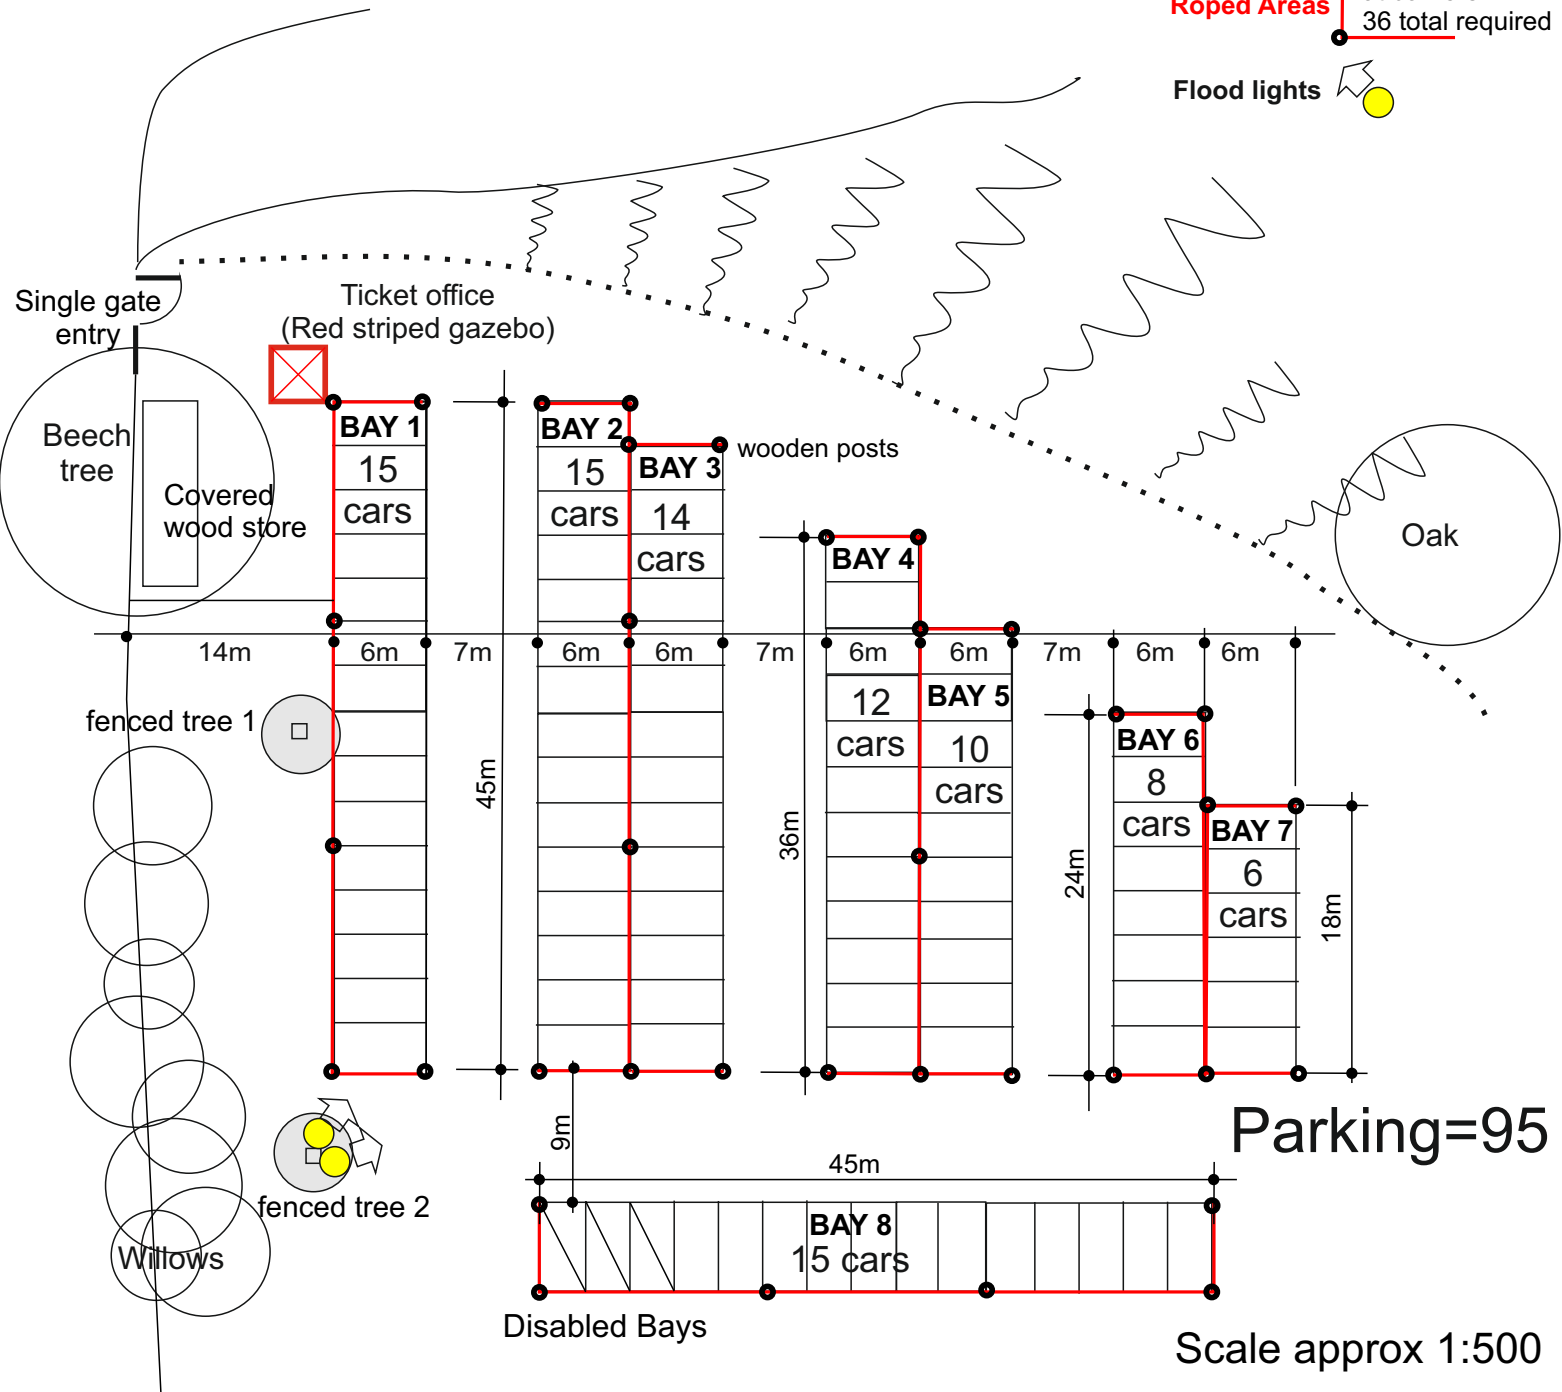 Roped Areas
36 total required
Flood lights
Single gate
entry
Ticket office
(Red striped gazebo)
Beech
tree
Covered
wood store
BAY 1
15
cars
BAY 2
15
cars
BAY 3
14
cars
wooden posts
BAY 4
12
cars
BAY 5
10
cars
BAY 6
8
cars
BAY 7
6
cars
Oak
14m
6m
7m
6m
6m
7m
6m
6m
7m
6m
6m
45m
36m
24m
18m
fenced tree 1
fenced tree 2
Willows
9m
45m
BAY 8
15 cars
Disabled Bays
Parking=95
Scale approx 1:500